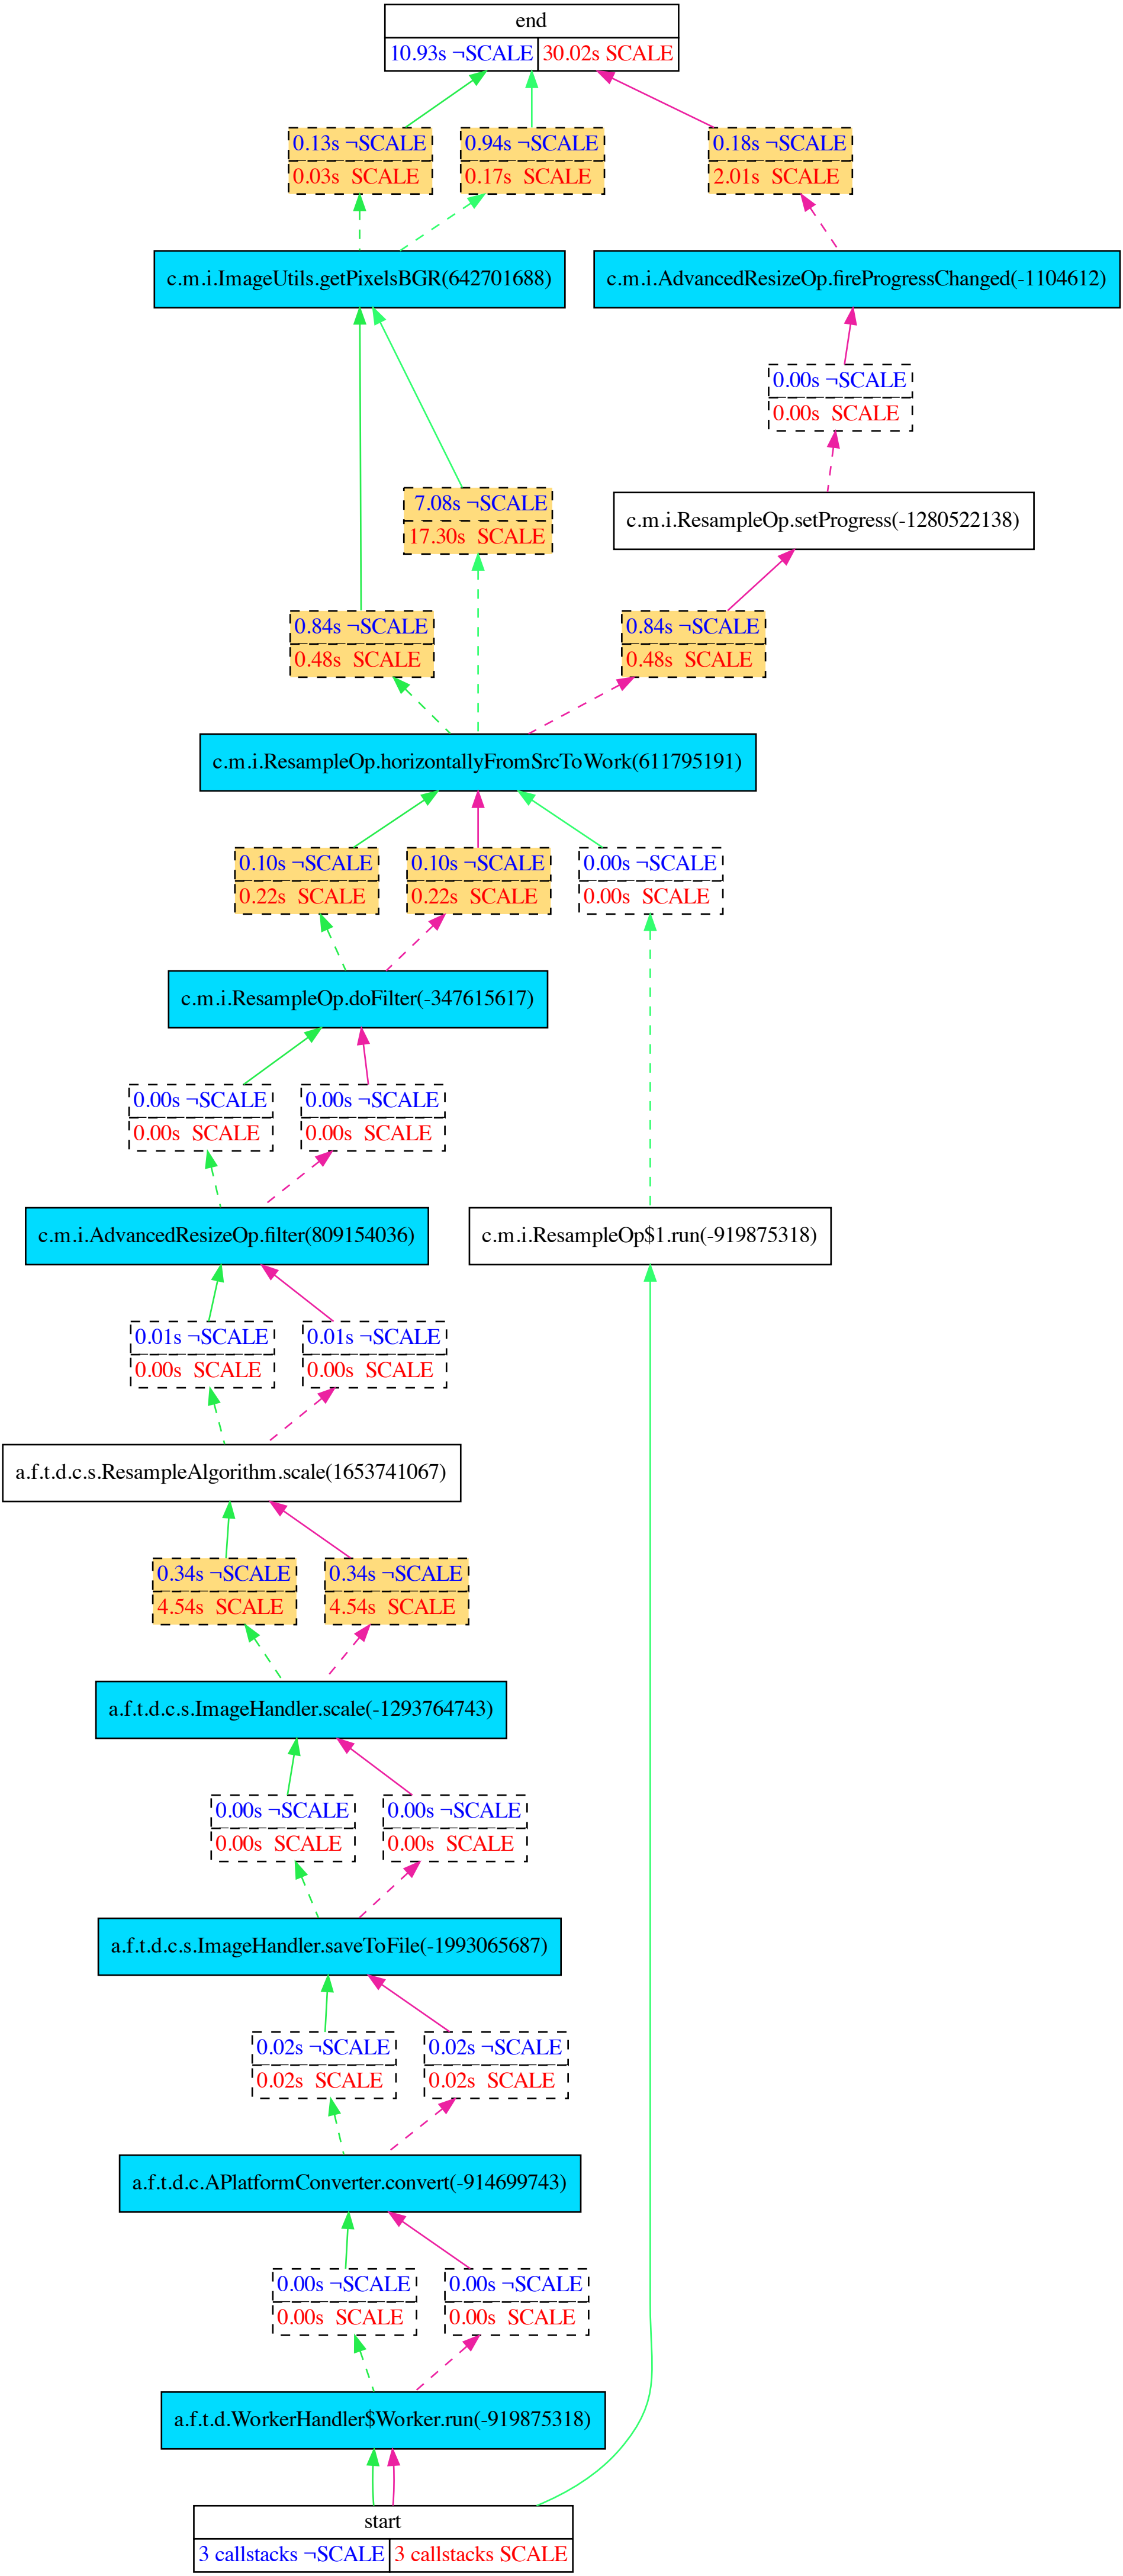 end
10.93s ¬SCALE 30.02s SCALE
0.13s ¬SCALE
0.03s SCALE
0.94s ¬SCALE
0.17s SCALE
0.18s ¬SCALE
2.01s SCALE
c.m.i.ImageUtils.getPixelsBGR(642701688)
c.m.i.AdvancedResizeOp.fireProgressChanged(-1104612)
0.00s ¬SCALE
0.00s SCALE
7.08s ¬SCALE
17.30s SCALE
c.m.i.ResampleOp.setProgress(-1280522138)
0.84s ¬SCALE
0.48s SCALE
0.84s ¬SCALE
0.48s SCALE
c.m.i.ResampleOp.horizontallyFromSrcToWork(611795191)
0.10s ¬SCALE
0.22s SCALE
0.10s ¬SCALE
0.22s SCALE
0.00s ¬SCALE
0.00s SCALE
c.m.i.ResampleOp.doFilter(-347615617)
0.00s ¬SCALE
0.00s SCALE
0.00s ¬SCALE
0.00s SCALE
c.m.i.AdvancedResizeOp.filter(809154036)
c.m.i.ResampleOp$1.run(-919875318)
0.01s ¬SCALE
0.00s SCALE
0.01s ¬SCALE
0.00s SCALE
a.f.t.d.c.s.ResampleAlgorithm.scale(1653741067)
0.34s ¬SCALE
4.54s SCALE
0.34s ¬SCALE
4.54s SCALE
a.f.t.d.c.s.ImageHandler.scale(-1293764743)
0.00s ¬SCALE
0.00s SCALE
0.00s ¬SCALE
0.00s SCALE
a.f.t.d.c.s.ImageHandler.saveToFile(-1993065687)
0.02s ¬SCALE
0.02s SCALE
0.02s ¬SCALE
0.02s SCALE
a.f.t.d.c.APlatformConverter.convert(-914699743)
0.00s ¬SCALE
0.00s SCALE
0.00s ¬SCALE
0.00s SCALE
a.f.t.d.WorkerHandler$Worker.run(-919875318)
start
3 callstacks ¬SCALE 3 callstacks SCALE